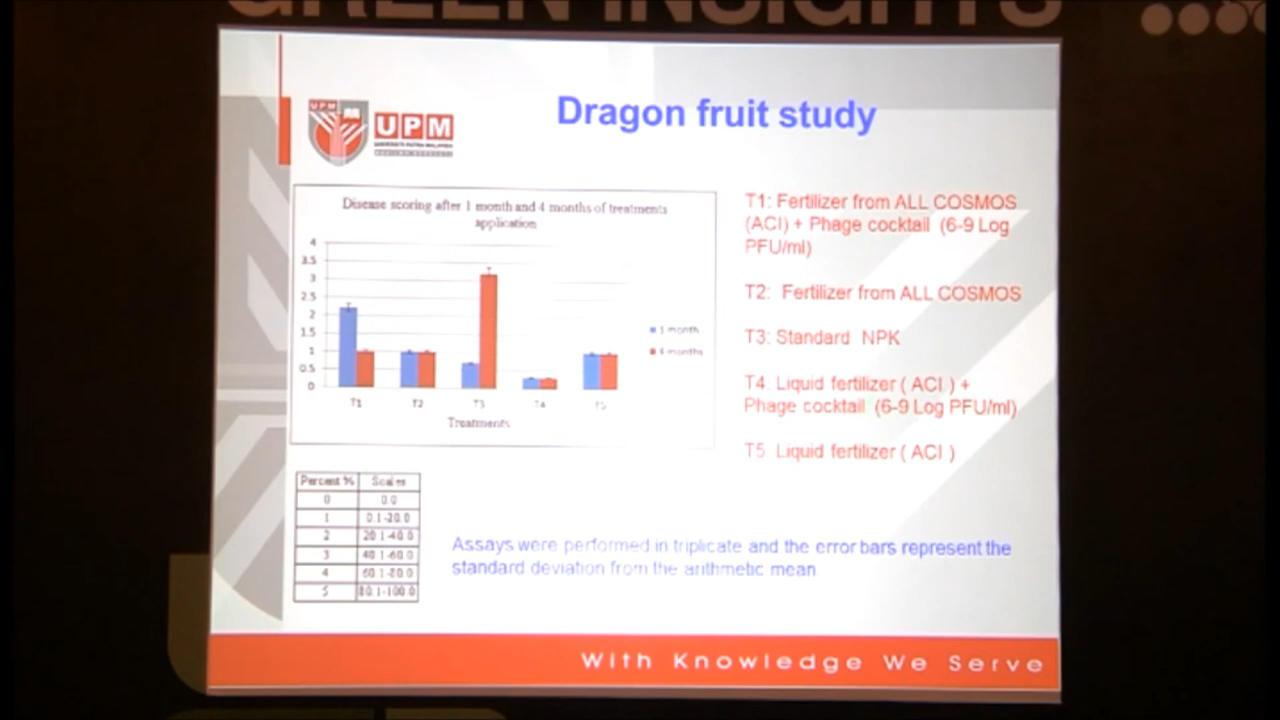 GREEN INSIGHTS
UPM
UPM
UNIVERSITI PUTRA MALAYSIA
Dragon fruit study
Disease scoring after 1 month and 4 months of treatments
application
4
3.5
3
2.5
2
1.5
1
0.5
0
T1 T2 T3 T4 T5
Treatments
1 month
4 months
T1: Fertilizer from ALL COSMOS
(ACI) + Phage cocktail (6-9 Log
PFU/ml)
T2: Fertilizer from ALL COSMOS
T3: Standard NPK
T4. Liquid fertilizer ( ACI ) +
Phage cocktail (6-9 Log PFU/ml)
T5 Liquid fertilizer ( ACI )
Percent % Scales
0 0.0
1 0.1-20.0
2 20.1-40.0
3 40.1-60.0
4 60.1-80.0
5 80.1-100.0
Assays were performed in triplicate and the error bars represent the
standard deviation from the arithmetic mean
With Knowledge We Serve